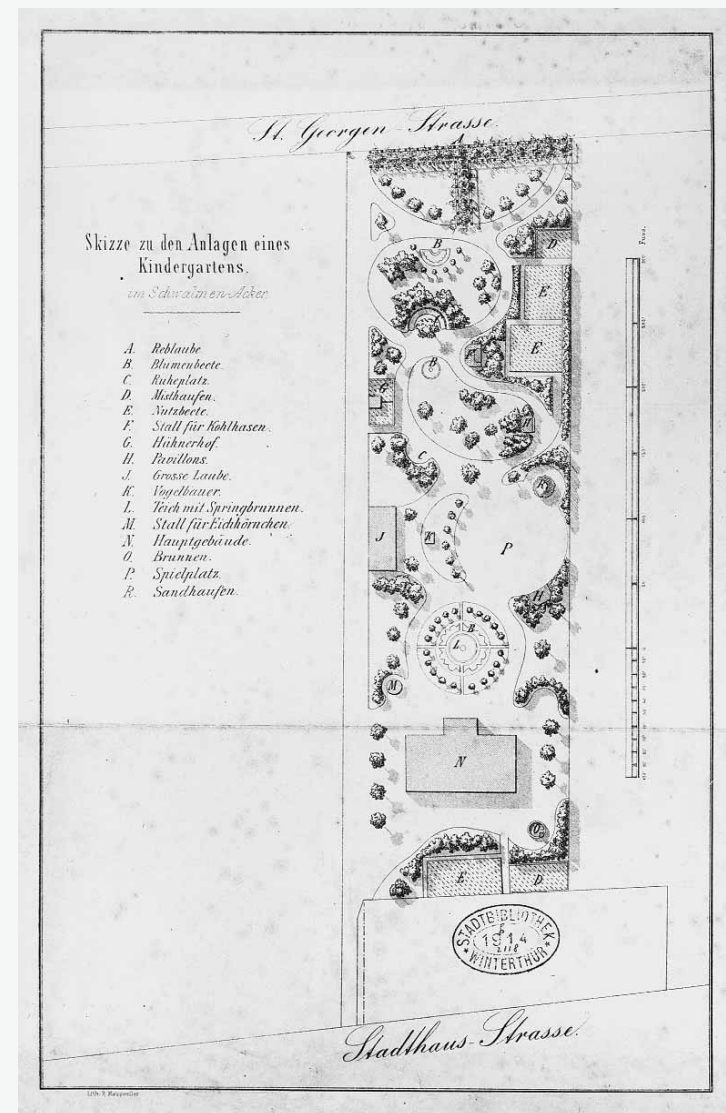 St. Georgen-Strasse.
Skizze zu den Anlagen eines
Kindergartens.
im Schwalmen-Acker.
A. Reblaube
B. Blumenbeete.
C. Ruheplatz.
D. Misthaufen.
E. Nutzbeete.
F. Stall für Kohlhasen.
G. Hühnerhof.
H. Pavillons.
J. Grosse Laube.
K. Vogelbauer.
L. Teich mit Springbrunnen.
M. Stall für Eichhörnchen
N. Hauptgebäude.
O. Brunnen.
P. Spielplatz.
R. Sandhaufen.
A
B
D
E
E
F
B
G
H
C
R
J
K
P
H
B
L
M
N
O
E
D
Fuss.
STADTBIBLIOTHEK
1914
WINTERTHUR
Stadthaus-Strasse.